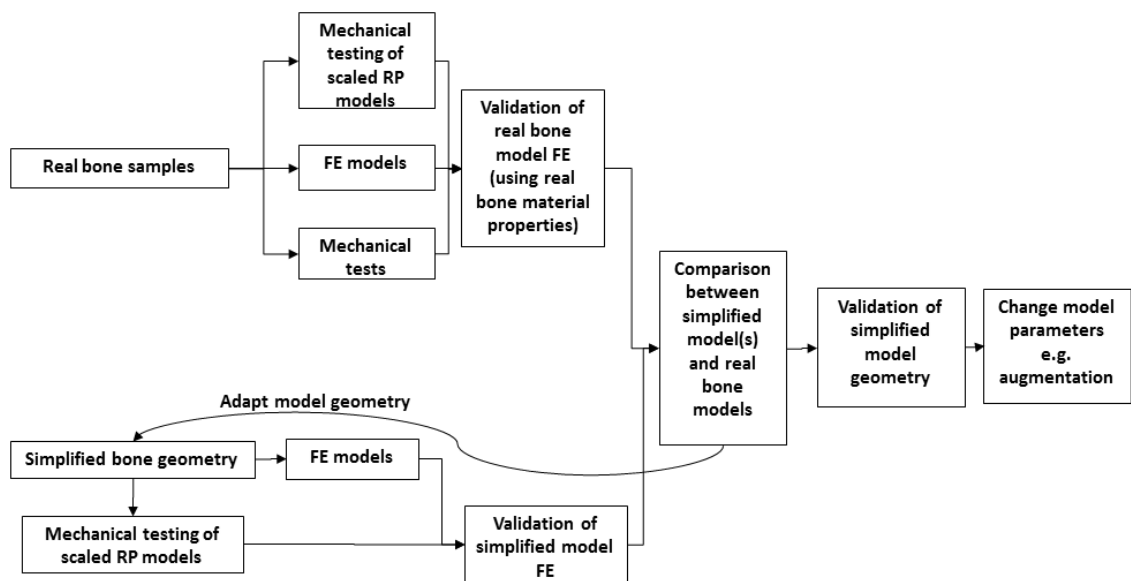 Mechanical
testing of
scaled RP
models
Real bone samples
FE models
Mechanical
tests
Validation of
real bone
model FE
(using real
bone material
properties)
Comparison
between
simplified
model(s)
and real
bone
models
Validation of
simplified
model
geometry
Change model
parameters
e.g.
augmentation
Adapt model geometry
Simplified bone geometry
FE models
Mechanical testing of
scaled RP models
Validation of
simplified model
FE